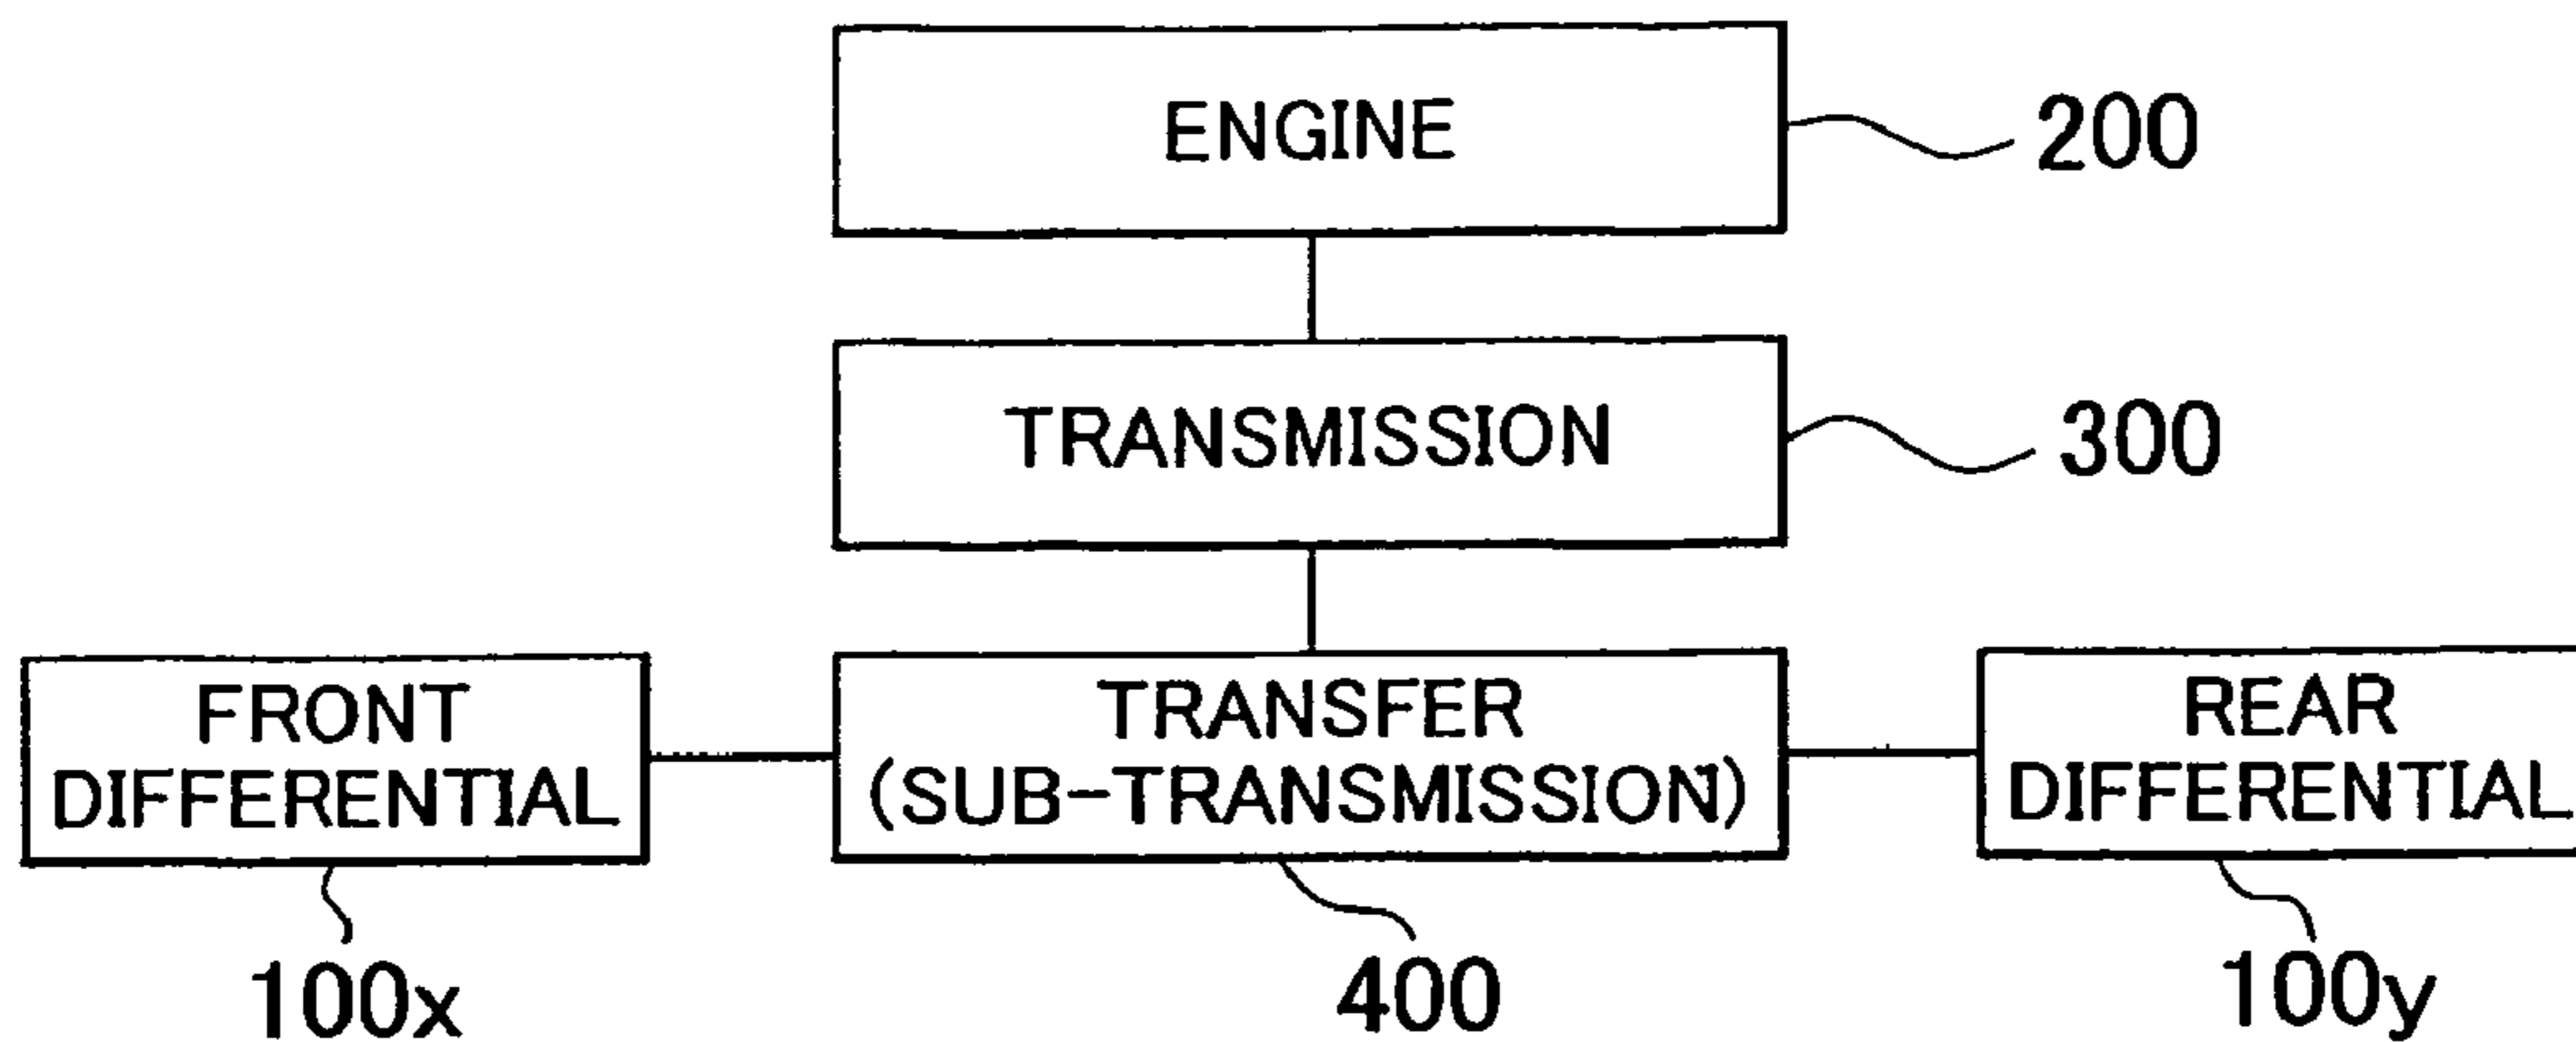 ENGINE
200
TRANSMISSION
300
FRONT
DIFFERENTIAL
TRANSFER
(SUB-TRANSMISSION)
REAR
DIFFERENTIAL
100x
400
100y